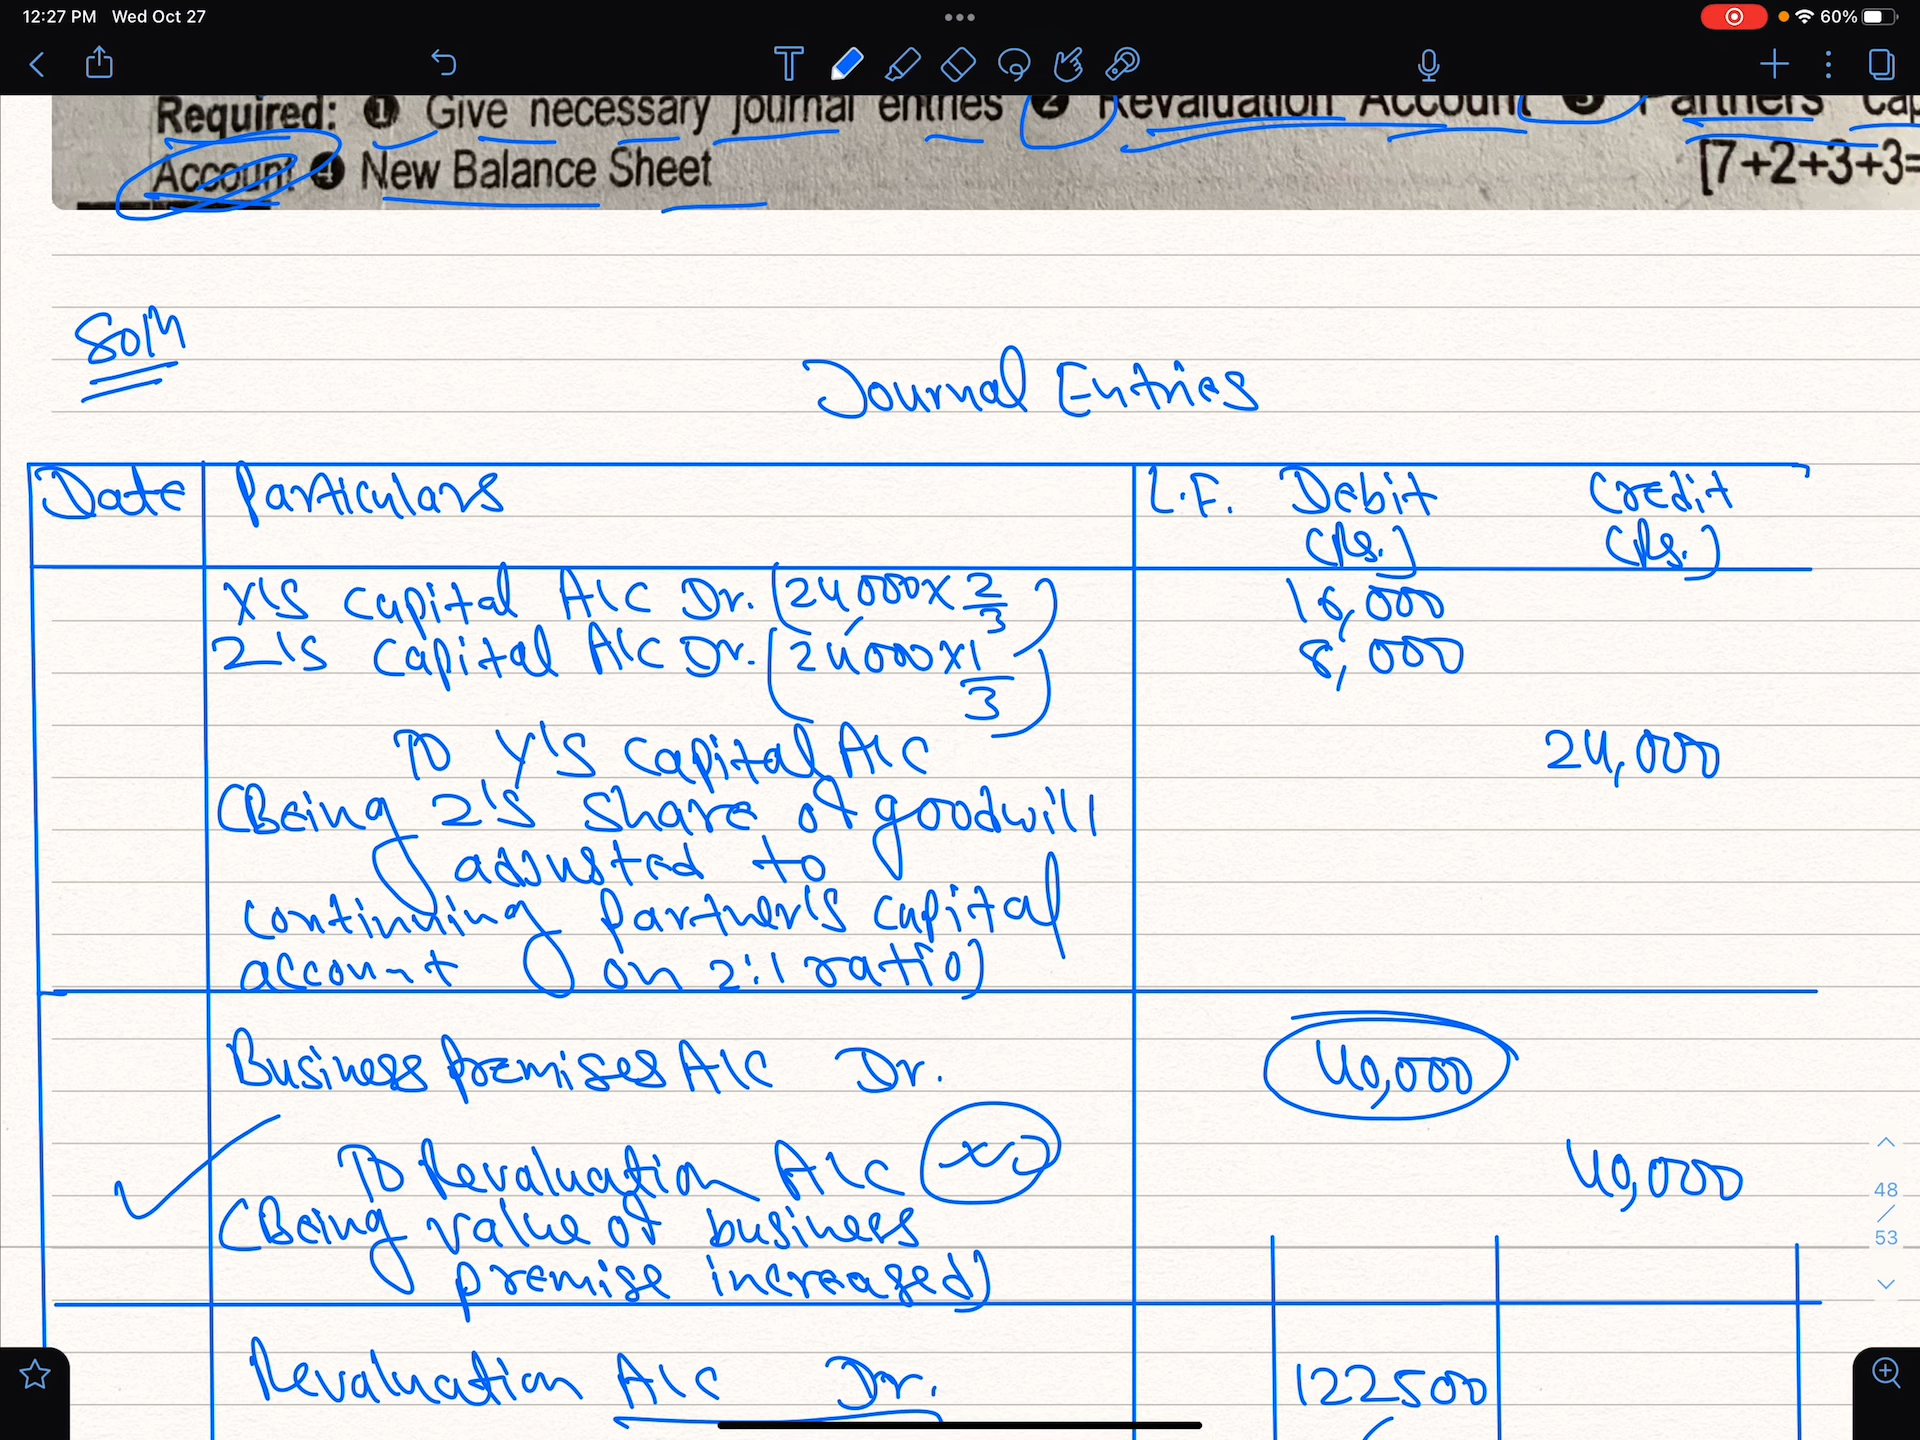 12:27 PM Wed Oct 27
60%
Required: 1 Give necessary journal entries 2 Revaluation Account 3 Partners Cap
Account 4 New Balance Sheet
[7+2+3+3=
Soln
Journal Entries
Date Particulars L.F. Debit (Rs.) Credit (Rs.)
X's Capital A/c Dr. (24,000 x 2/3) 16,000
Z's Capital A/c Dr. (24000 x 1/3) 8,000
To Y's Capital A/c 24,000
(Being Z's share of goodwill
adjusted to
continuing partner's capital
account on 2:1 ratio)
Business premises A/c Dr. 40,000
To Revaluation A/c 40,000
(Being value of business
premise increased)
48
/
53
Revaluation A/c Dr. 122500